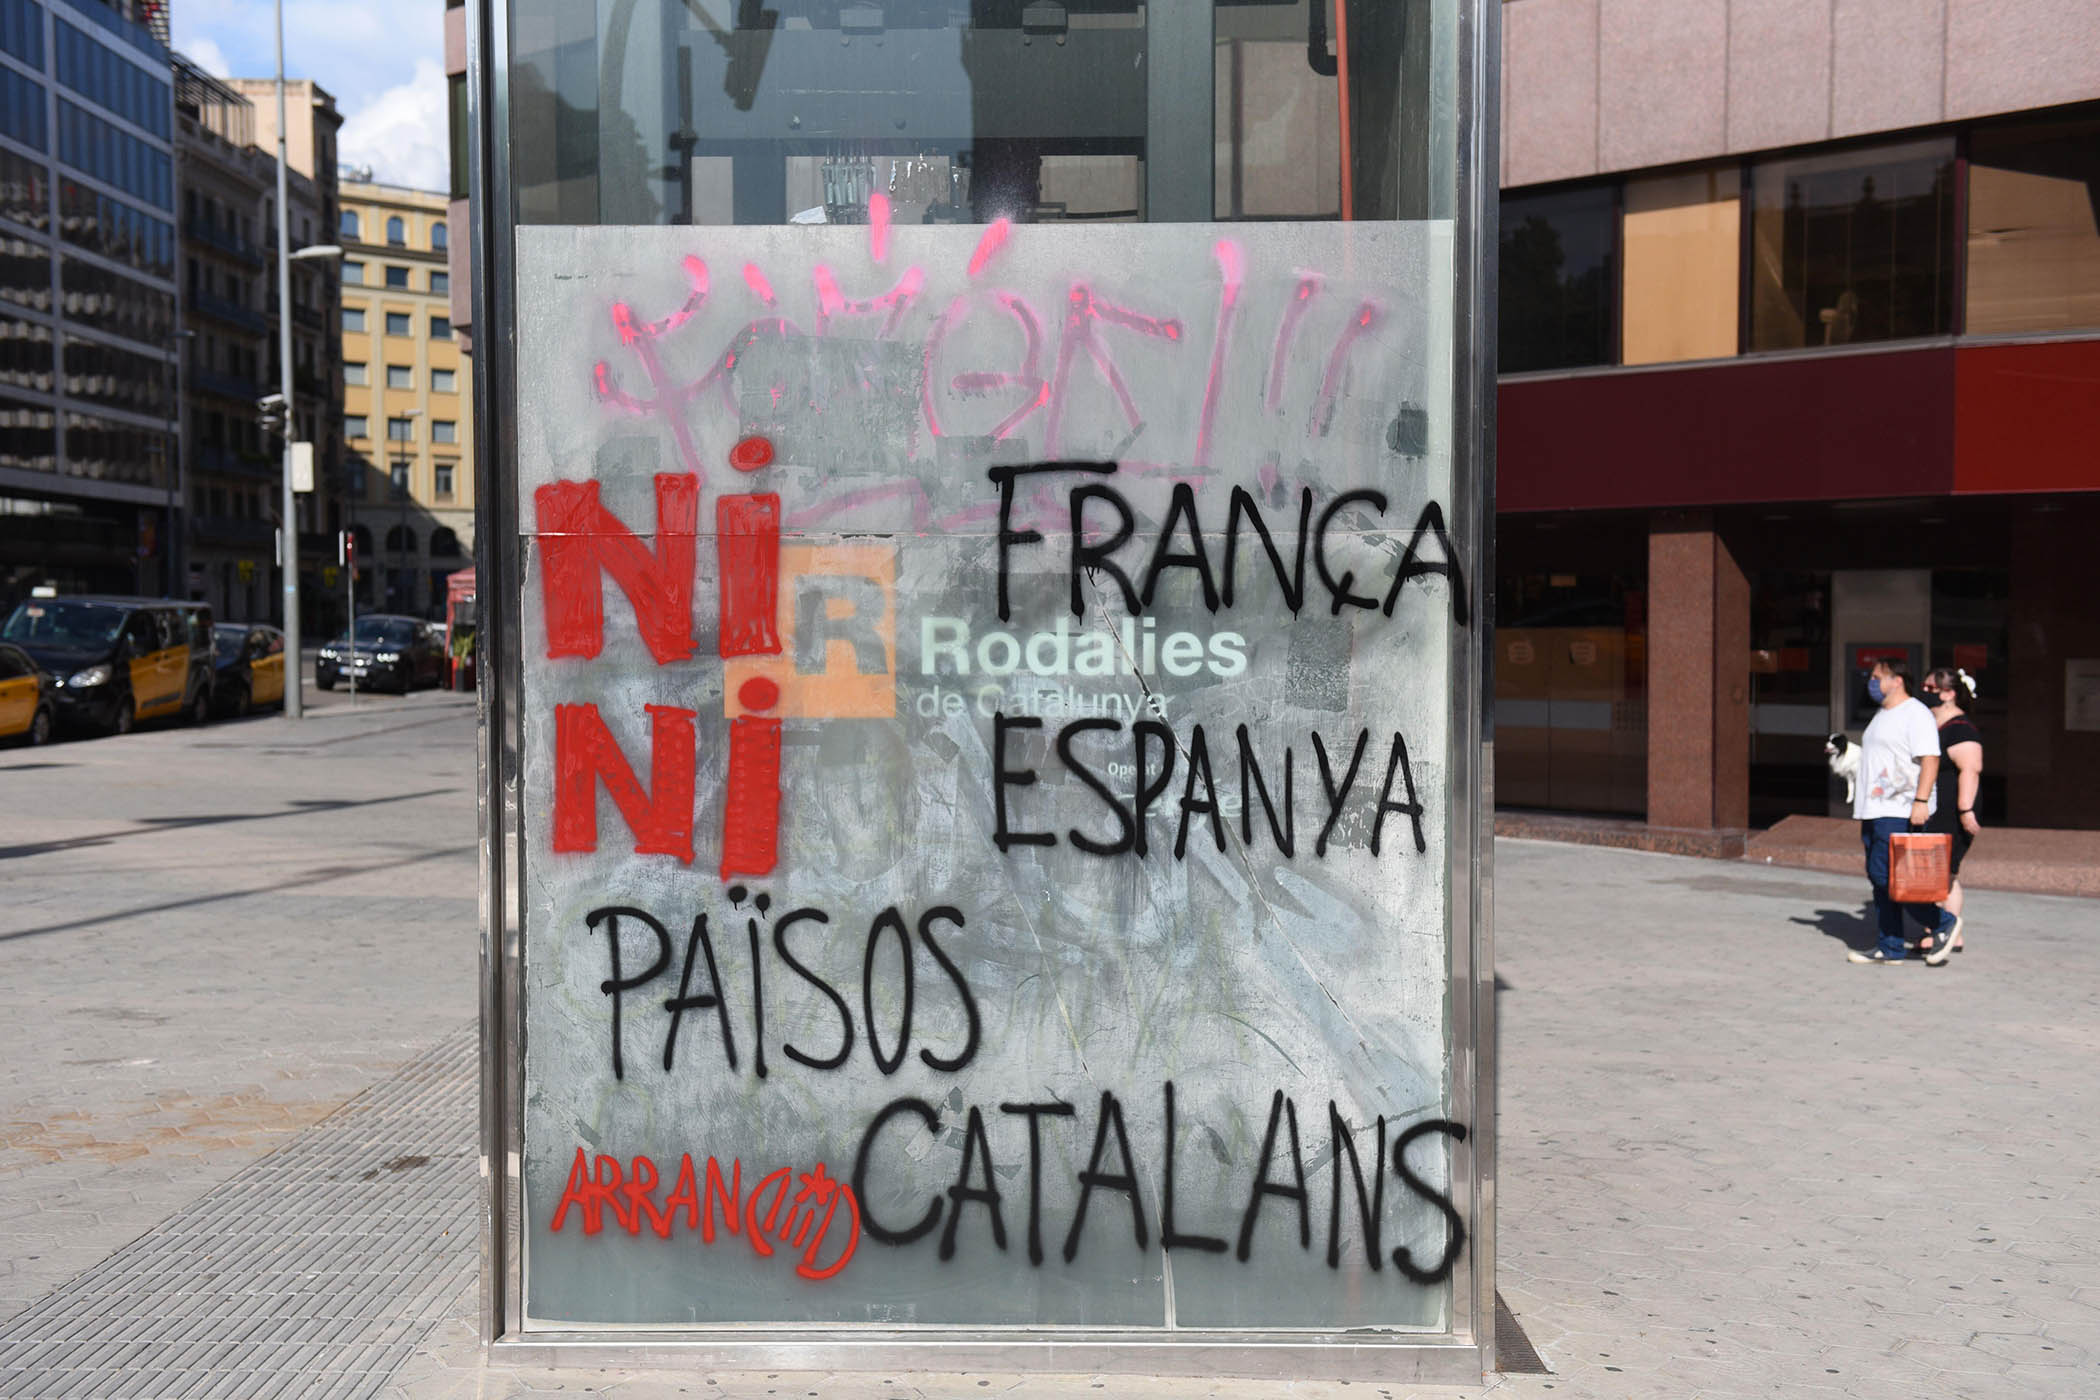 NI FRANÇA
R Rodalies
de Catalunya
NI ESPANYA
PAÏSOS
CATALANS
ARRAN